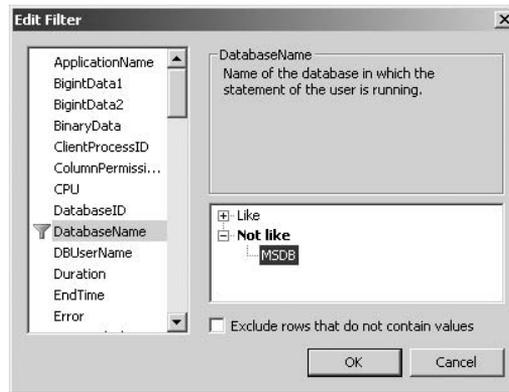 Edit Filter
ApplicationName
BigintData1
BigintData2
BinaryData
ClientProcessID
ColumnPermissi...
CPU
DatabaseID
DatabaseName
DBUserName
Duration
EndTime
Error
DatabaseName
Name of the database in which the
statement of the user is running.
Like
Not like
MSDB
Exclude rows that do not contain values
OK
Cancel